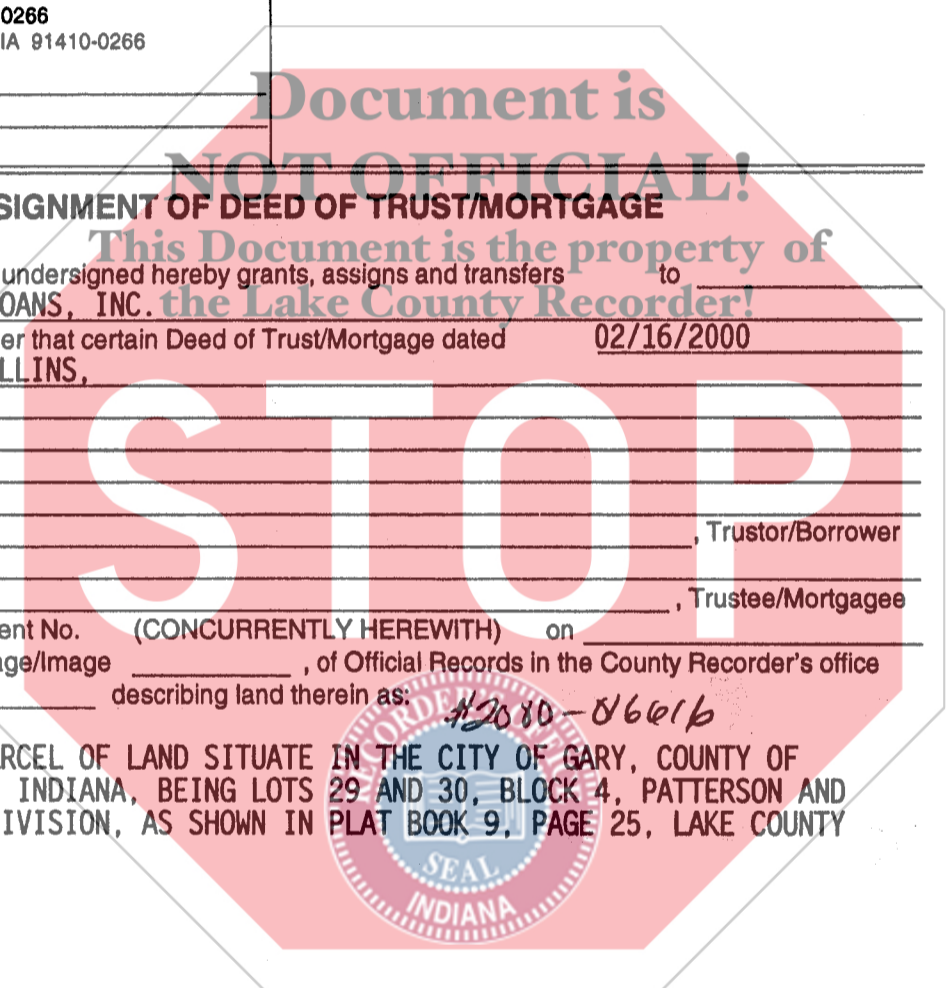 0266
IA 91410-0266
Document is
NOT OFFICIAL!
SIGNMENT OF DEED OF TRUST/MORTGAGE
This Document is the property of
undersigned hereby grants, assigns and transfers to
the Lake County Recorder!
OANS, INC.
er that certain Deed of Trust/Mortgage dated 02/16/2000
LLINS,
STOP
, Trustor/Borrower
, Trustee/Mortgagee
ent No. (CONCURRENTLY HEREWITH) on
age/Image , of Official Records in the County Recorder's office
describing land therein as:
RCEL OF LAND SITUATE IN THE CITY OF GARY, COUNTY OF
INDIANA, BEING LOTS 29 AND 30, BLOCK 4, PATTERSON AND
IVISION, AS SHOWN IN PLAT BOOK 9, PAGE 25, LAKE COUNTY
RECORDER'S OFFICE
SEAL
INDIANA